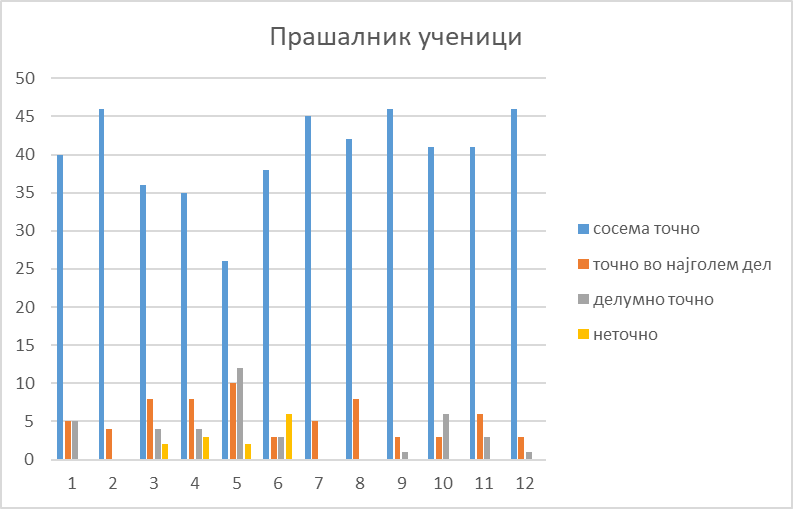 Прашалник ученици
50
45
40
35
30
25
20
15
10
5
0
1 2 3 4 5 6 7 8 9 10 11 12
сосема точно
точно во најголем дел
делумно точно
неточно